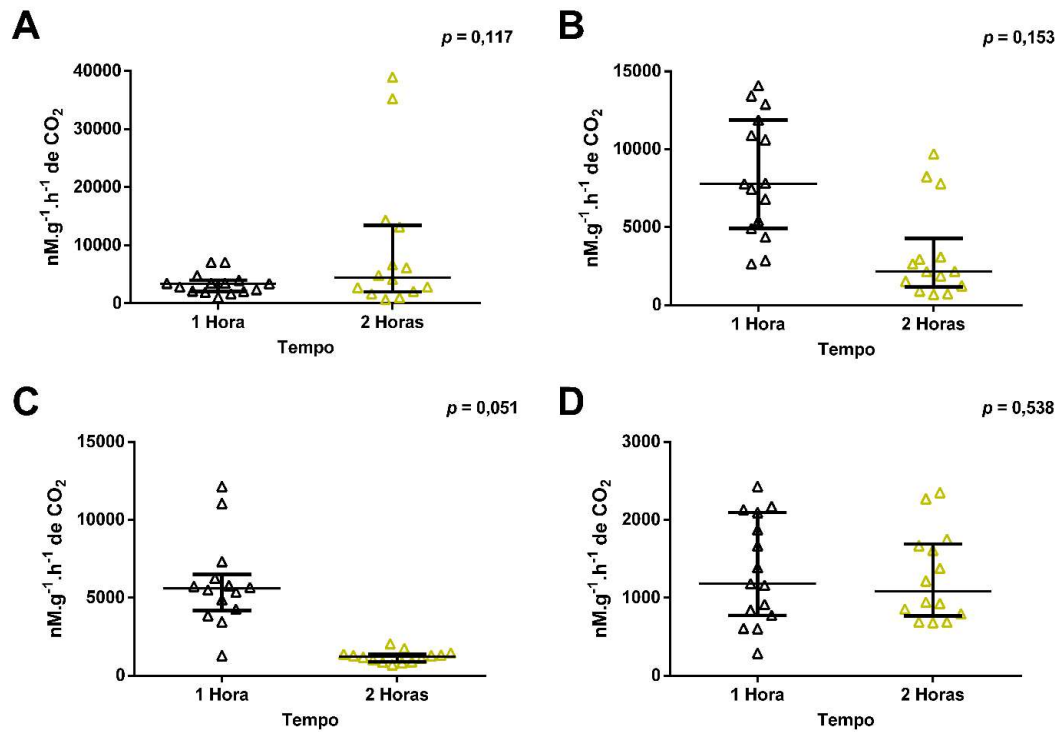 A
p = 0,117
nM.g⁻¹.h⁻¹ de CO₂
40000
30000
20000
10000
0
1 Hora
2 Horas
Tempo
B
p = 0,153
nM.g⁻¹.h⁻¹ de CO₂
15000
10000
5000
0
1 Hora
2 Horas
Tempo
C
p = 0,051
nM.g⁻¹.h⁻¹ de CO₂
15000
10000
5000
0
1 Hora
2 Horas
Tempo
D
p = 0,538
nM.g⁻¹.h⁻¹ de CO₂
3000
2000
1000
0
1 Hora
2 Horas
Tempo